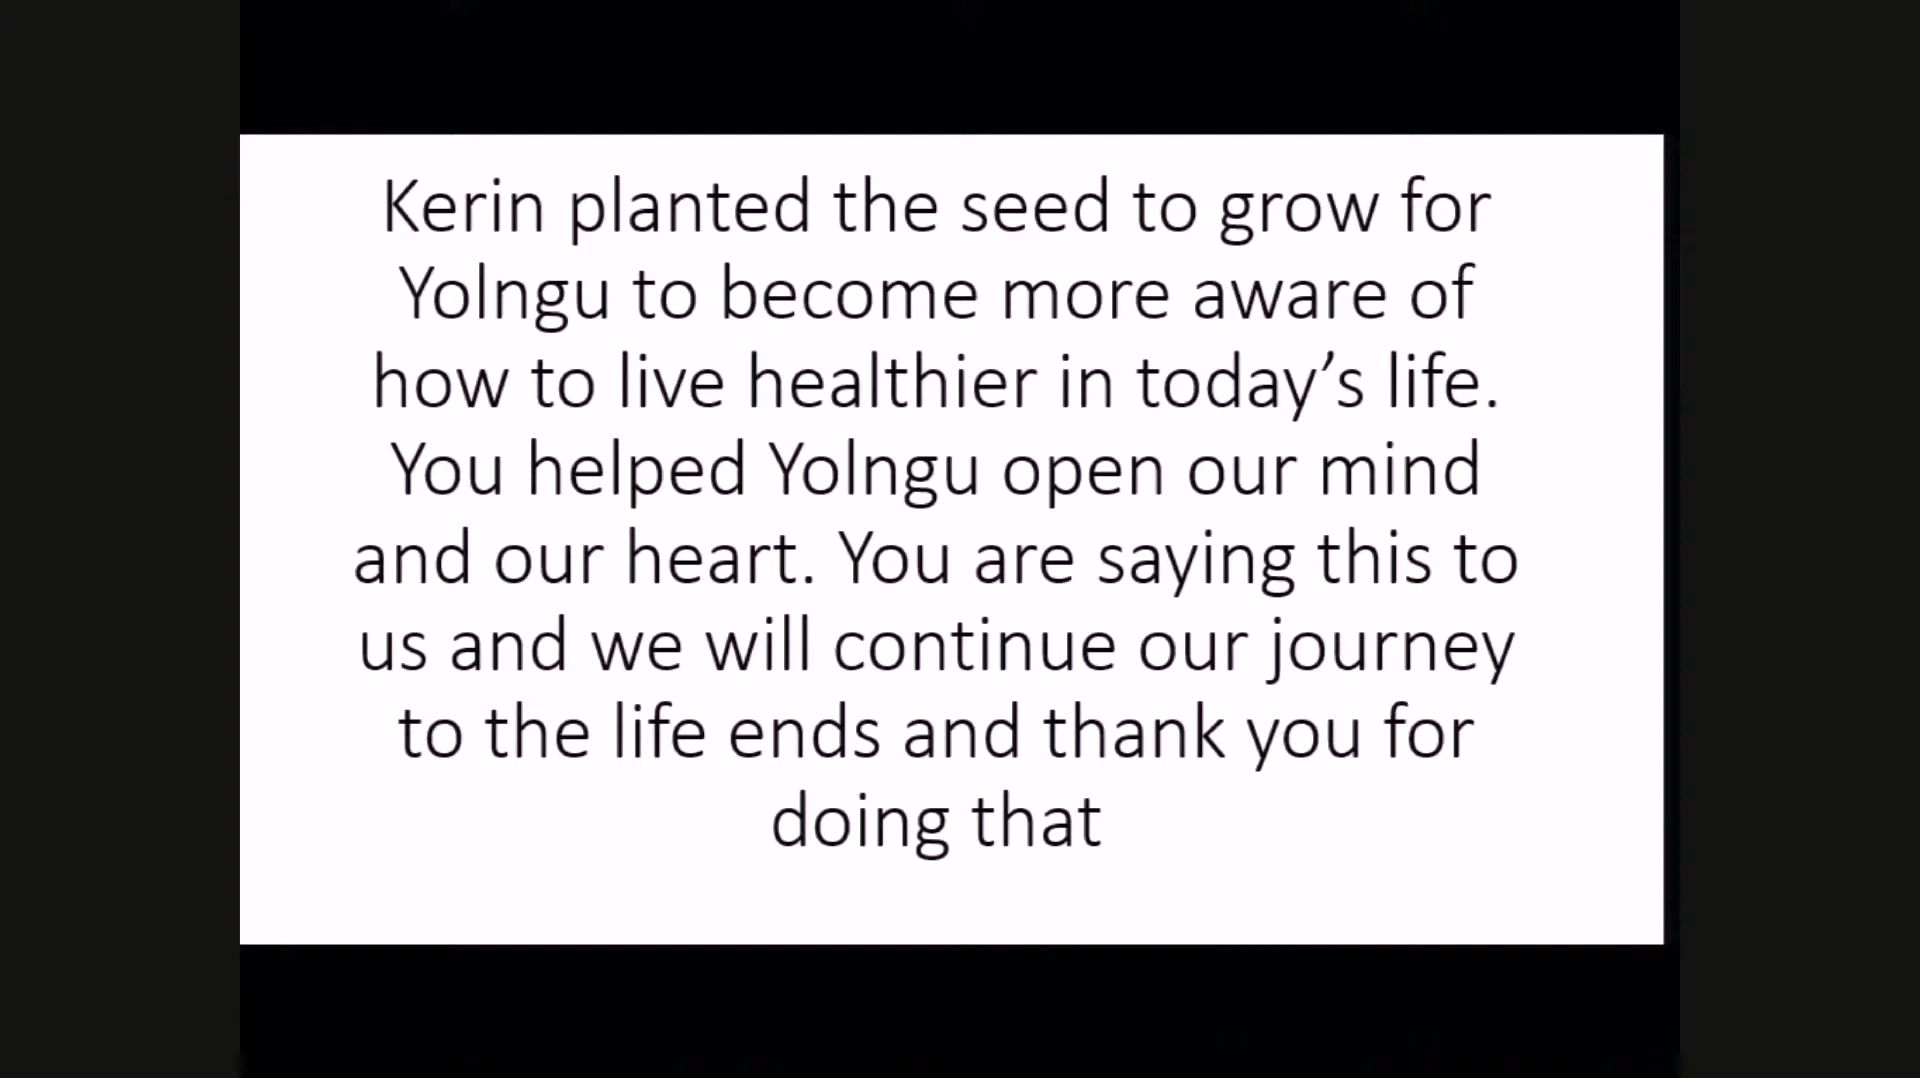 Kerin planted the seed to grow for
Yolngu to become more aware of
how to live healthier in today’s life.
You helped Yolngu open our mind
and our heart. You are saying this to
us and we will continue our journey
to the life ends and thank you for
doing that